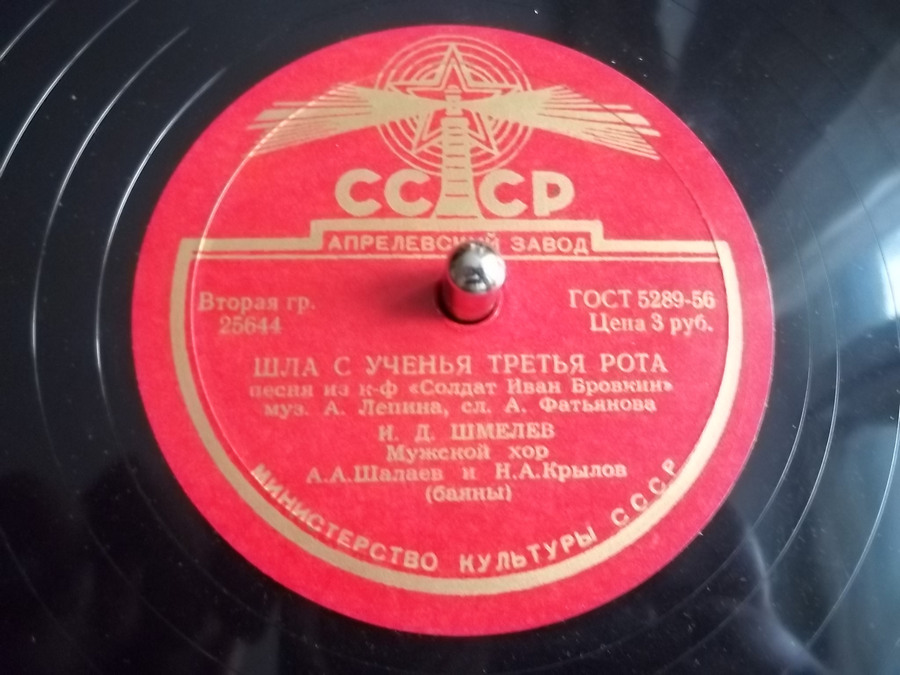 СССР
АПРЕЛЕВСКИЙ ЗАВОД
Вторая гр.
25644
ГОСТ 5289-56
Цена 3 руб.
ШЛА С УЧЕНЬЯ ТРЕТЬЯ РОТА
песня из к-ф «Солдат Иван Бровкин»
муз. А. Лепина, сл. А. Фатьянова
И. Д. ШМЕЛЕВ
Мужской хор
А.А.Шалаев и Н.А.Крылов
(баяны)
МИНИСТЕРСТВО КУЛЬТУРЫ СССР